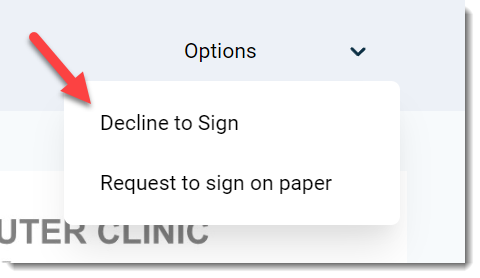 Options
Decline to Sign
Request to sign on paper
UTER CLINIC